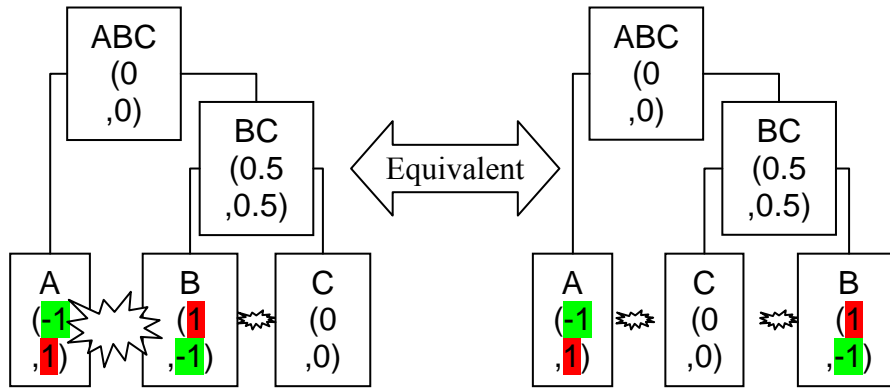 ABC
(0
,0)
BC
(0.5
,0.5)
A
(-1
,1)
B
(1
,-1)
C
(0
,0)
Equivalent
ABC
(0
,0)
BC
(0.5
,0.5)
A
(-1
,1)
C
(0
,0)
B
(1
,-1)